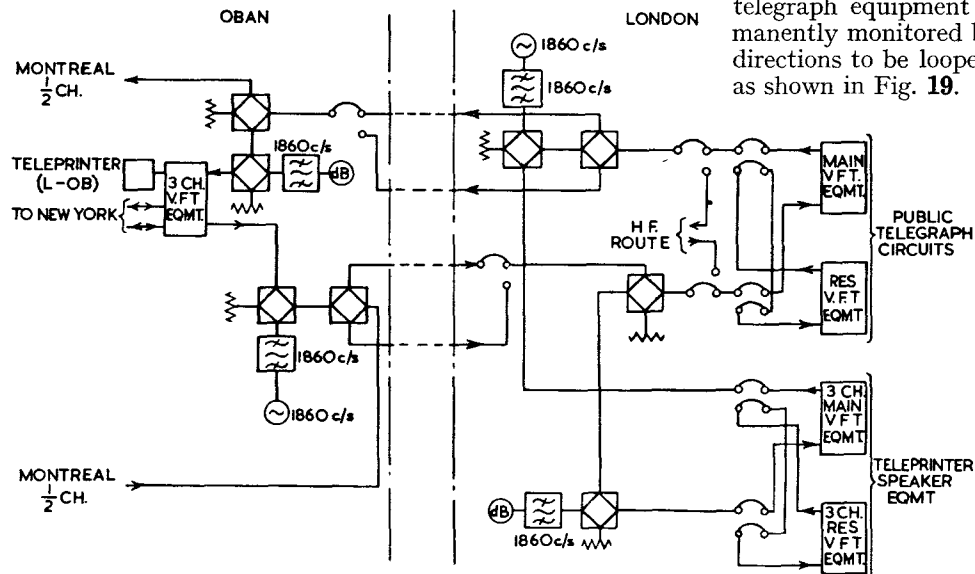 telegraph equipment
manently monitored b
directions to be loope
as shown in Fig. 19.
OBAN
LONDON
MONTREAL
1/2 CH.
TELEPRINTER
(L-OB)
TO NEW YORK
3 CH.
V.F.T
EQMT.
1860 c/s
dB
1860 c/s
1860 c/s
MONTREAL
1/2 CH.
1860 c/s
1860 c/s
H.F.
ROUTE
MAIN
V.F.T.
EQMT.
RES
V.F.T
EQMT.
PUBLIC
TELEGRAPH
CIRCUITS
3 CH.
MAIN
V F T
EQMT.
3 CH.
RES
V F T
EQMT.
TELEPRINTER
SPEAKER
EQMT
dB
1860 c/s